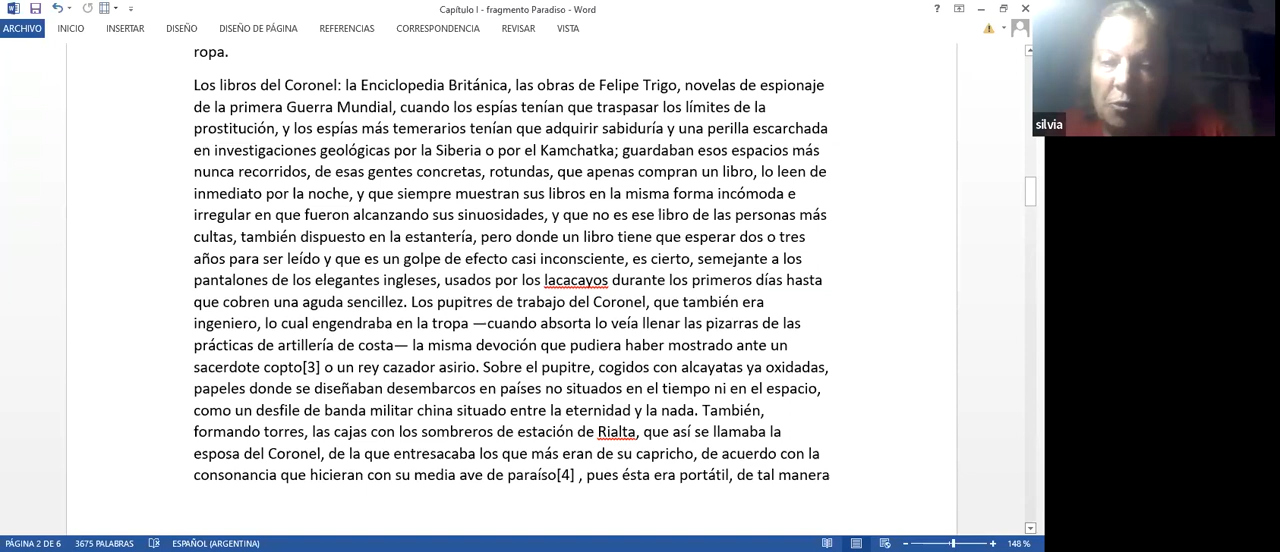 Capítulo I - fragmento Paradiso - Word
ARCHIVO INICIO INSERTAR DISEÑO DISEÑO DE PÁGINA REFERENCIAS CORRESPONDENCIA REVISAR VISTA
ropa.
Los libros del Coronel: la Enciclopedia Británica, las obras de Felipe Trigo, novelas de espionaje
de la primera Guerra Mundial, cuando los espías tenían que traspasar los límites de la
prostitución, y los espías más temerarios tenían que adquirir sabiduría y una perilla escarchada
en investigaciones geológicas por la Siberia o por el Kamchatka; guardaban esos espacios más
nunca recorridos, de esas gentes concretas, rotundas, que apenas compran un libro, lo leen de
inmediato por la noche, y que siempre muestran sus libros en la misma forma incómoda e
irregular en que fueron alcanzando sus sinuosidades, y que no es ese libro de las personas más
cultas, también dispuesto en la estantería, pero donde un libro tiene que esperar dos o tres
años para ser leído y que es un golpe de efecto casi inconsciente, es cierto, semejante a los
pantalones de los elegantes ingleses, usados por los lacacayos durante los primeros días hasta
que cobren una aguda sencillez. Los pupitres de trabajo del Coronel, que también era
ingeniero, lo cual engendraba en la tropa —cuando absorta lo veía llenar las pizarras de las
prácticas de artillería de costa— la misma devoción que pudiera haber mostrado ante un
sacerdote copto[3] o un rey cazador asirio. Sobre el pupitre, cogidos con alcayatas ya oxidadas,
papeles donde se diseñaban desembarcos en países no situados en el tiempo ni en el espacio,
como un desfile de banda militar china situado entre la eternidad y la nada. También,
formando torres, las cajas con los sombreros de estación de Rialta, que así se llamaba la
esposa del Coronel, de la que entresacaba los que más eran de su capricho, de acuerdo con la
consonancia que hicieran con su media ave de paraíso[4] , pues ésta era portátil, de tal manera
silvia
PÁGINA 2 DE 6 3675 PALABRAS ESPAÑOL (ARGENTINA) 148 %